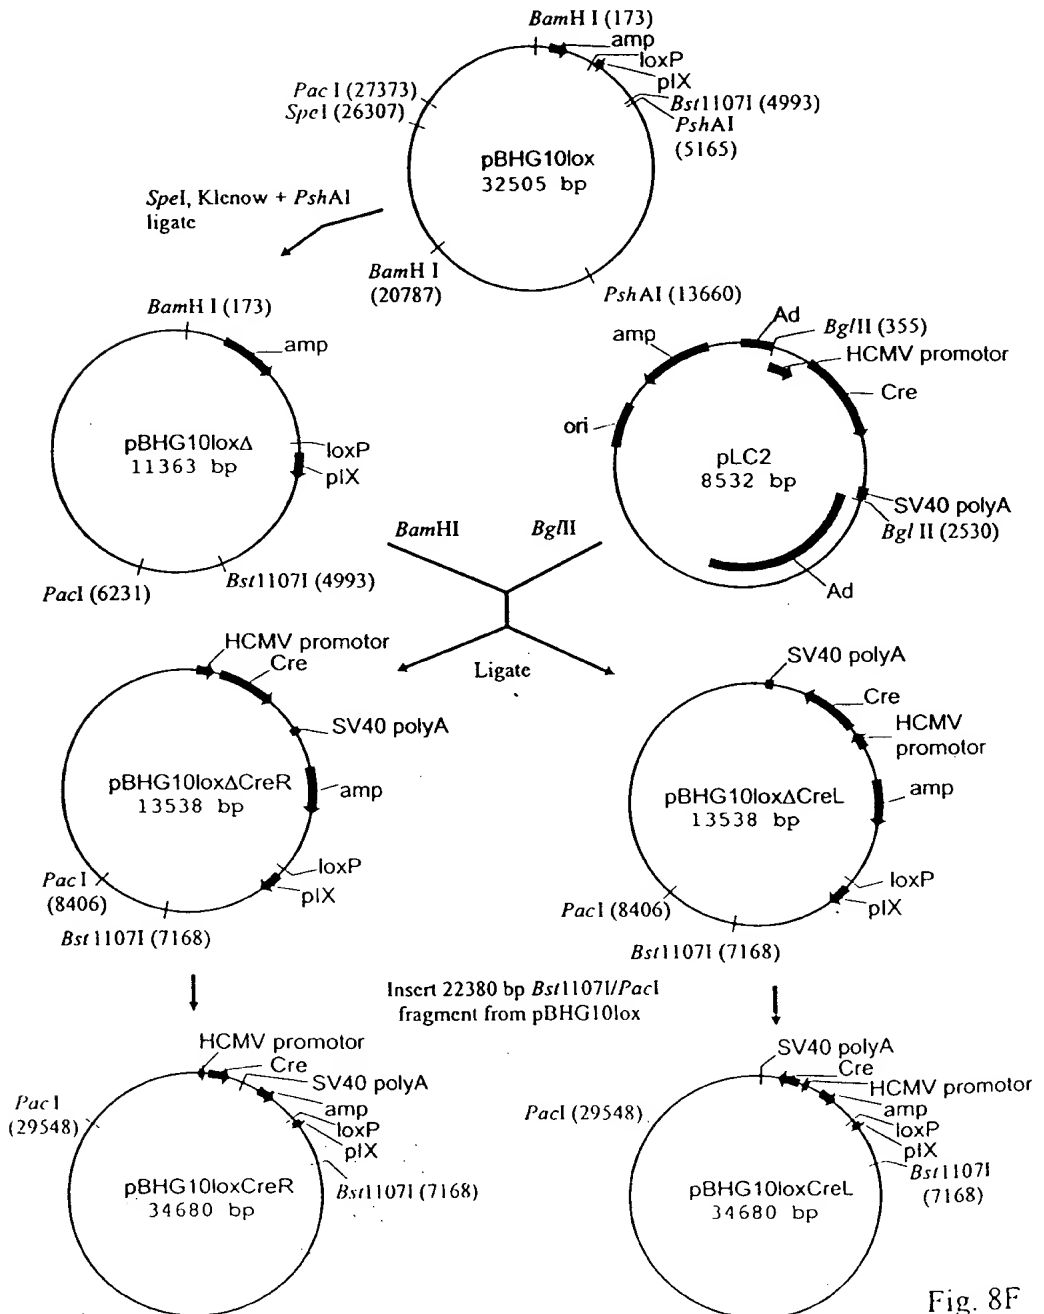 BamH I (173)
amp
loxP
pIX
Pac I (27373)
SpeI (26307)
Bst1107I (4993)
PshAI
(5165)
pBHG10lox
32505 bp
SpeI, Klenow + PshAI
ligate
BamH I
(20787)
PshAI (13660)
BamH I (173)
amp
loxP
pIX
pBHG10loxΔ
11363 bp
PacI (6231)
Bst1107I (4993)
Ad
BglII (355)
HCMV promotor
amp
Cre
ori
pLC2
8532 bp
SV40 polyA
Bgl II (2530)
Ad
BamHI
BglII
Ligate
HCMV promotor
Cre
SV40 polyA
pBHG10loxΔCreR
13538 bp
amp
loxP
pIX
Pac I
(8406)
Bst1107I (7168)
SV40 polyA
Cre
HCMV
promotor
pBHG10loxΔCreL
13538 bp
amp
loxP
pIX
PacI (8406)
Bst1107I (7168)
Insert 22380 bp Bst1107I/PacI
fragment from pBHG10lox
HCMV promotor
Cre
SV40 polyA
amp
loxP
pIX
Pac I
(29548)
Bst1107I (7168)
pBHG10loxCreR
34680 bp
SV40 polyA
Cre
HCMV promotor
amp
loxP
pIX
PacI (29548)
Bst1107I
(7168)
pBHG10loxCreL
34680 bp
Fig. 8F